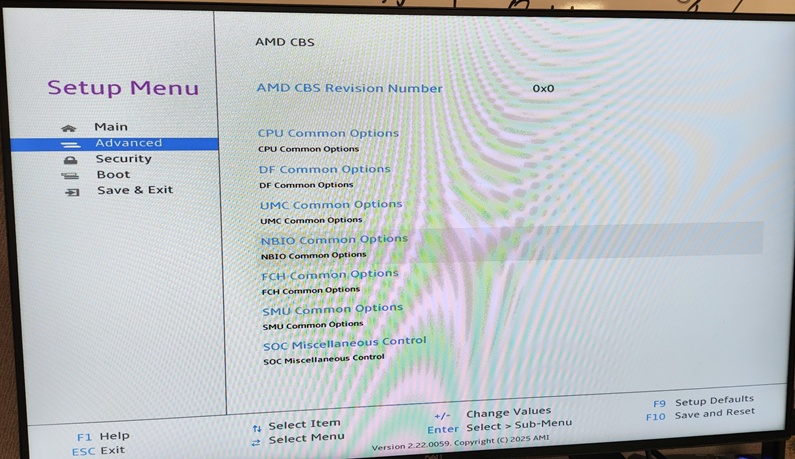 AMD CBS
Setup Menu
AMD CBS Revision Number 0x0
Main
Advanced
Security
Boot
Save & Exit
CPU Common Options
CPU Common Options
DF Common Options
DF Common Options
UMC Common Options
UMC Common Options
NBIO Common Options
NBIO Common Options
FCH Common Options
FCH Common Options
SMU Common Options
SMU Common Options
SOC Miscellaneous Control
SOC Miscellaneous Control
F1 Help
ESC Exit
Select Item
Select Menu
+/- Change Values
Enter Select > Sub-Menu
F9 Setup Defaults
F10 Save and Reset
Version 2.22.0059. Copyright (C) 2025 AMI
DELL